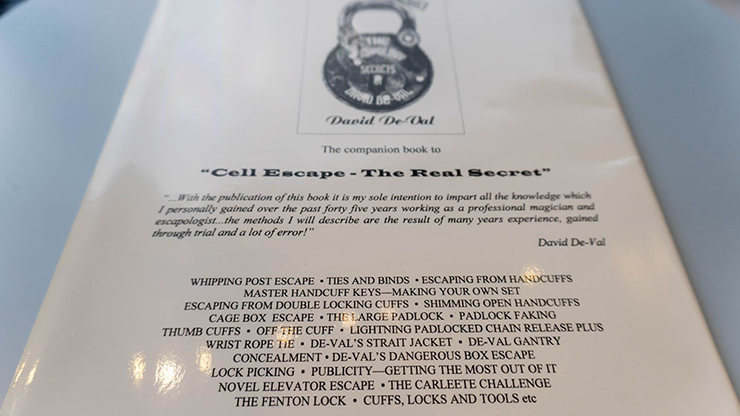 THE
SECRETS
DAVID DE-VAL
David De-Val
The companion book to
"Cell Escape - The Real Secret"
"...With the publication of this book it is my sole intention to impart all the knowledge which
I personally gained over the past forty five years working as a professional magician and
escapologist...the methods I will describe are the result of many years experience, gained
through trial and a lot of error!"
David De-Val
WHIPPING POST ESCAPE • TIES AND BINDS • ESCAPING FROM HANDCUFFS
MASTER HANDCUFF KEYS—MAKING YOUR OWN SET
ESCAPING FROM DOUBLE LOCKING CUFFS • SHIMMING OPEN HANDCUFFS
CAGE BOX ESCAPE • THE LARGE PADLOCK • PADLOCK FAKING
THUMB CUFFS • OFF THE CUFF • LIGHTNING PADLOCKED CHAIN RELEASE PLUS
WRIST ROPE TIE • DE-VAL'S STRAIT JACKET • DE-VAL GANTRY
CONCEALMENT • DE-VAL'S DANGEROUS BOX ESCAPE
LOCK PICKING • PUBLICITY—GETTING THE MOST OUT OF IT
NOVEL ELEVATOR ESCAPE • THE CARLEETE CHALLENGE
THE FENTON LOCK • CUFFS, LOCKS AND TOOLS etc